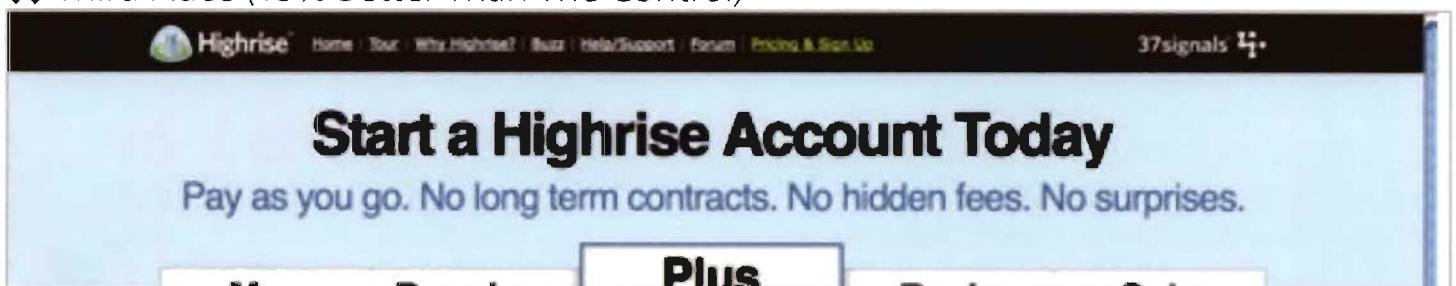 Highrise Home Tour Why Highrise? Buzz Help/Support Forum Pricing & Sign Up 37signals
Start a Highrise Account Today
Pay as you go. No long term contracts. No hidden fees. No surprises.
Plus